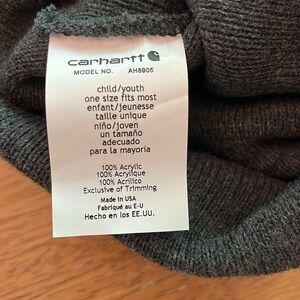 carhartt
MODEL NO. AH8905
child/youth
one size fits most
enfant/jeunesse
taille unique
niño/joven
un tamaño
adecuado
para la mayoria
100% Acrylic
100% Acrylique
100% Acrilico
Exclusive of Trimming
Made in USA
Fabriqué au E-U
Hecho en los EE.UU.